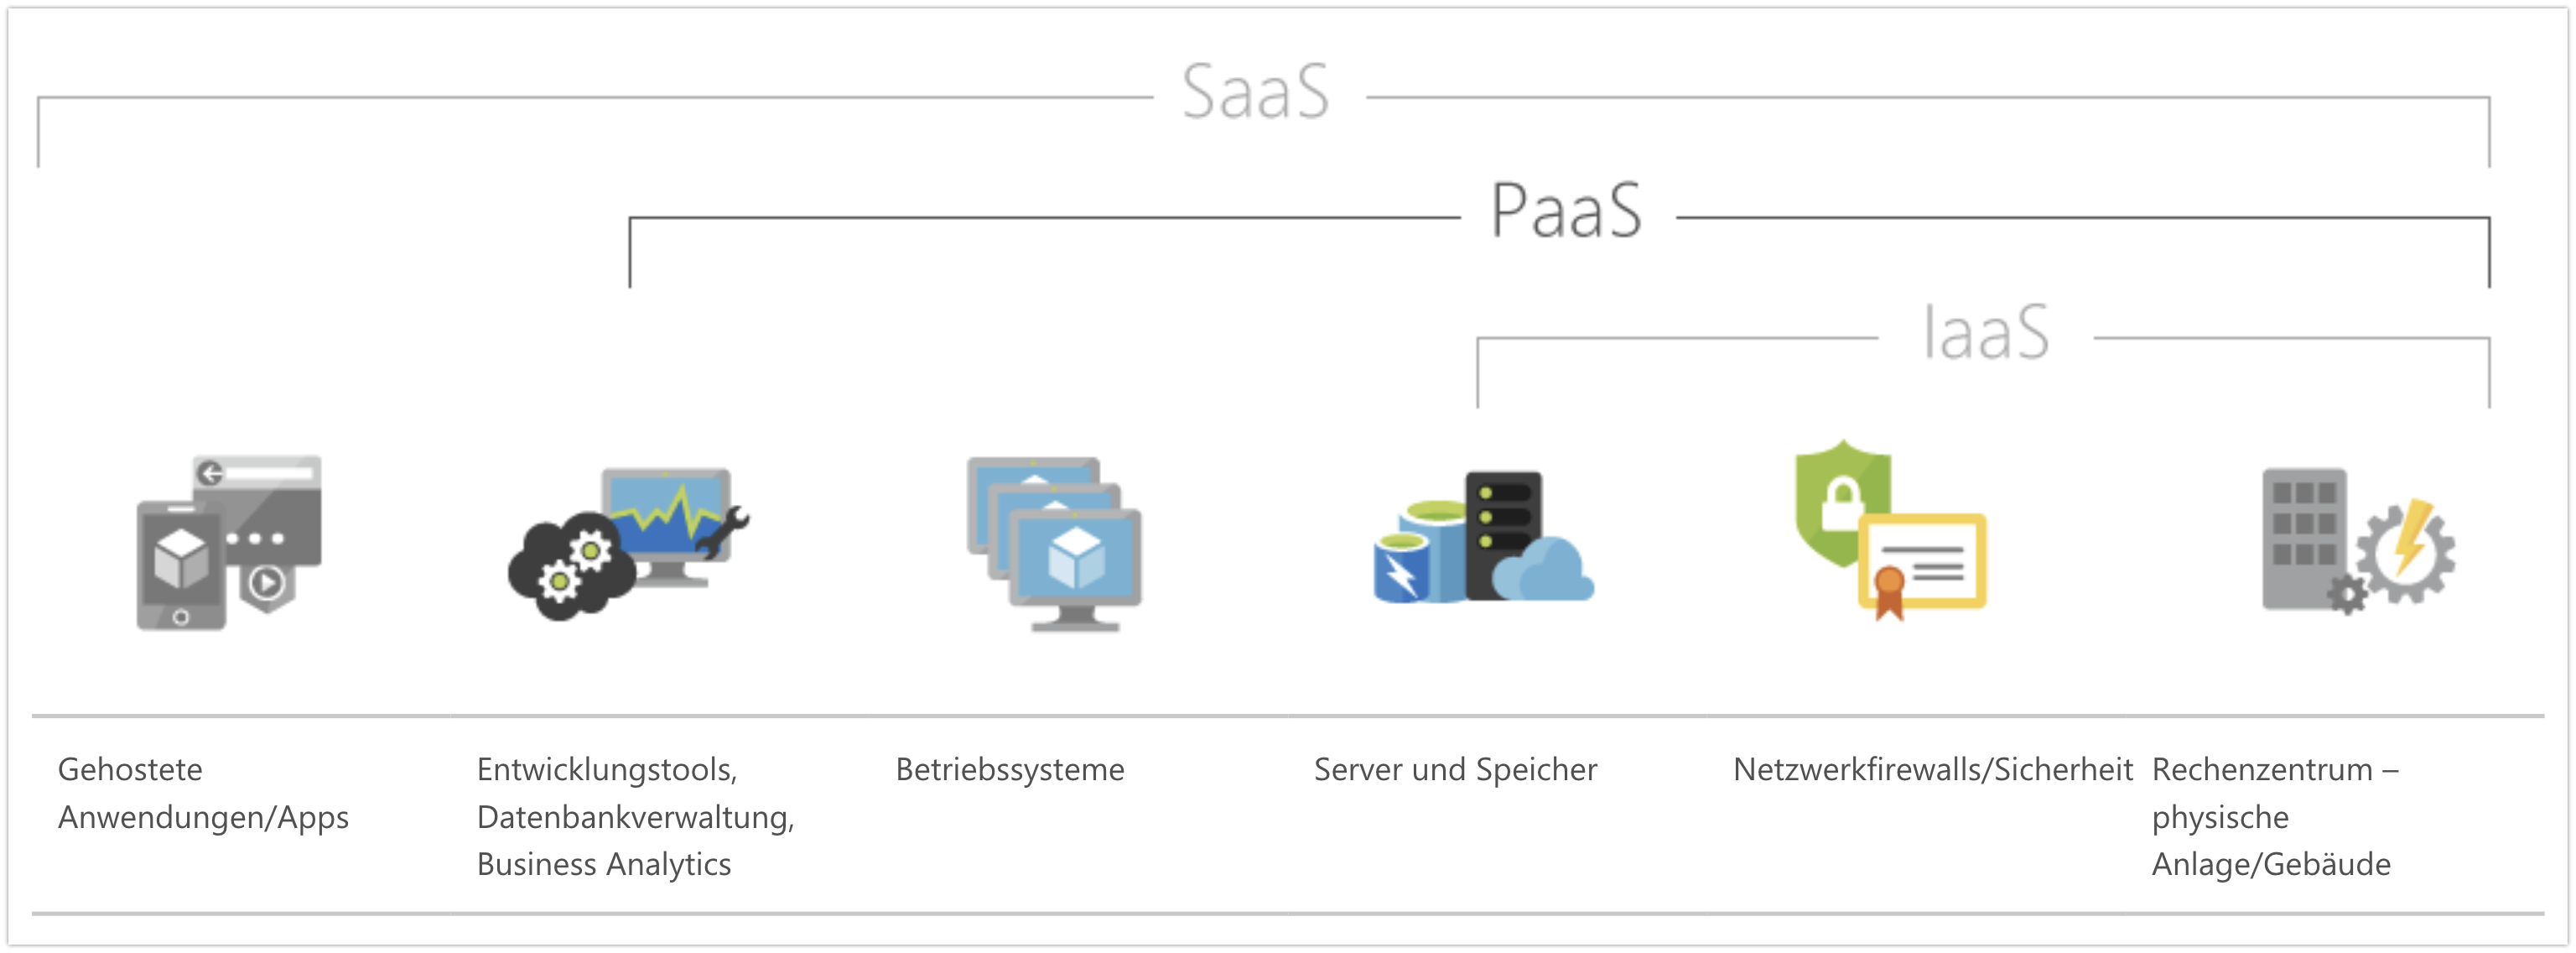 SaaS
PaaS
IaaS
Gehostete
Anwendungen/Apps
Entwicklungstools,
Datenbankverwaltung,
Business Analytics
Betriebssysteme
Server und Speicher
Netzwerkfirewalls/Sicherheit
Rechenzentrum –
physische
Anlage/Gebäude